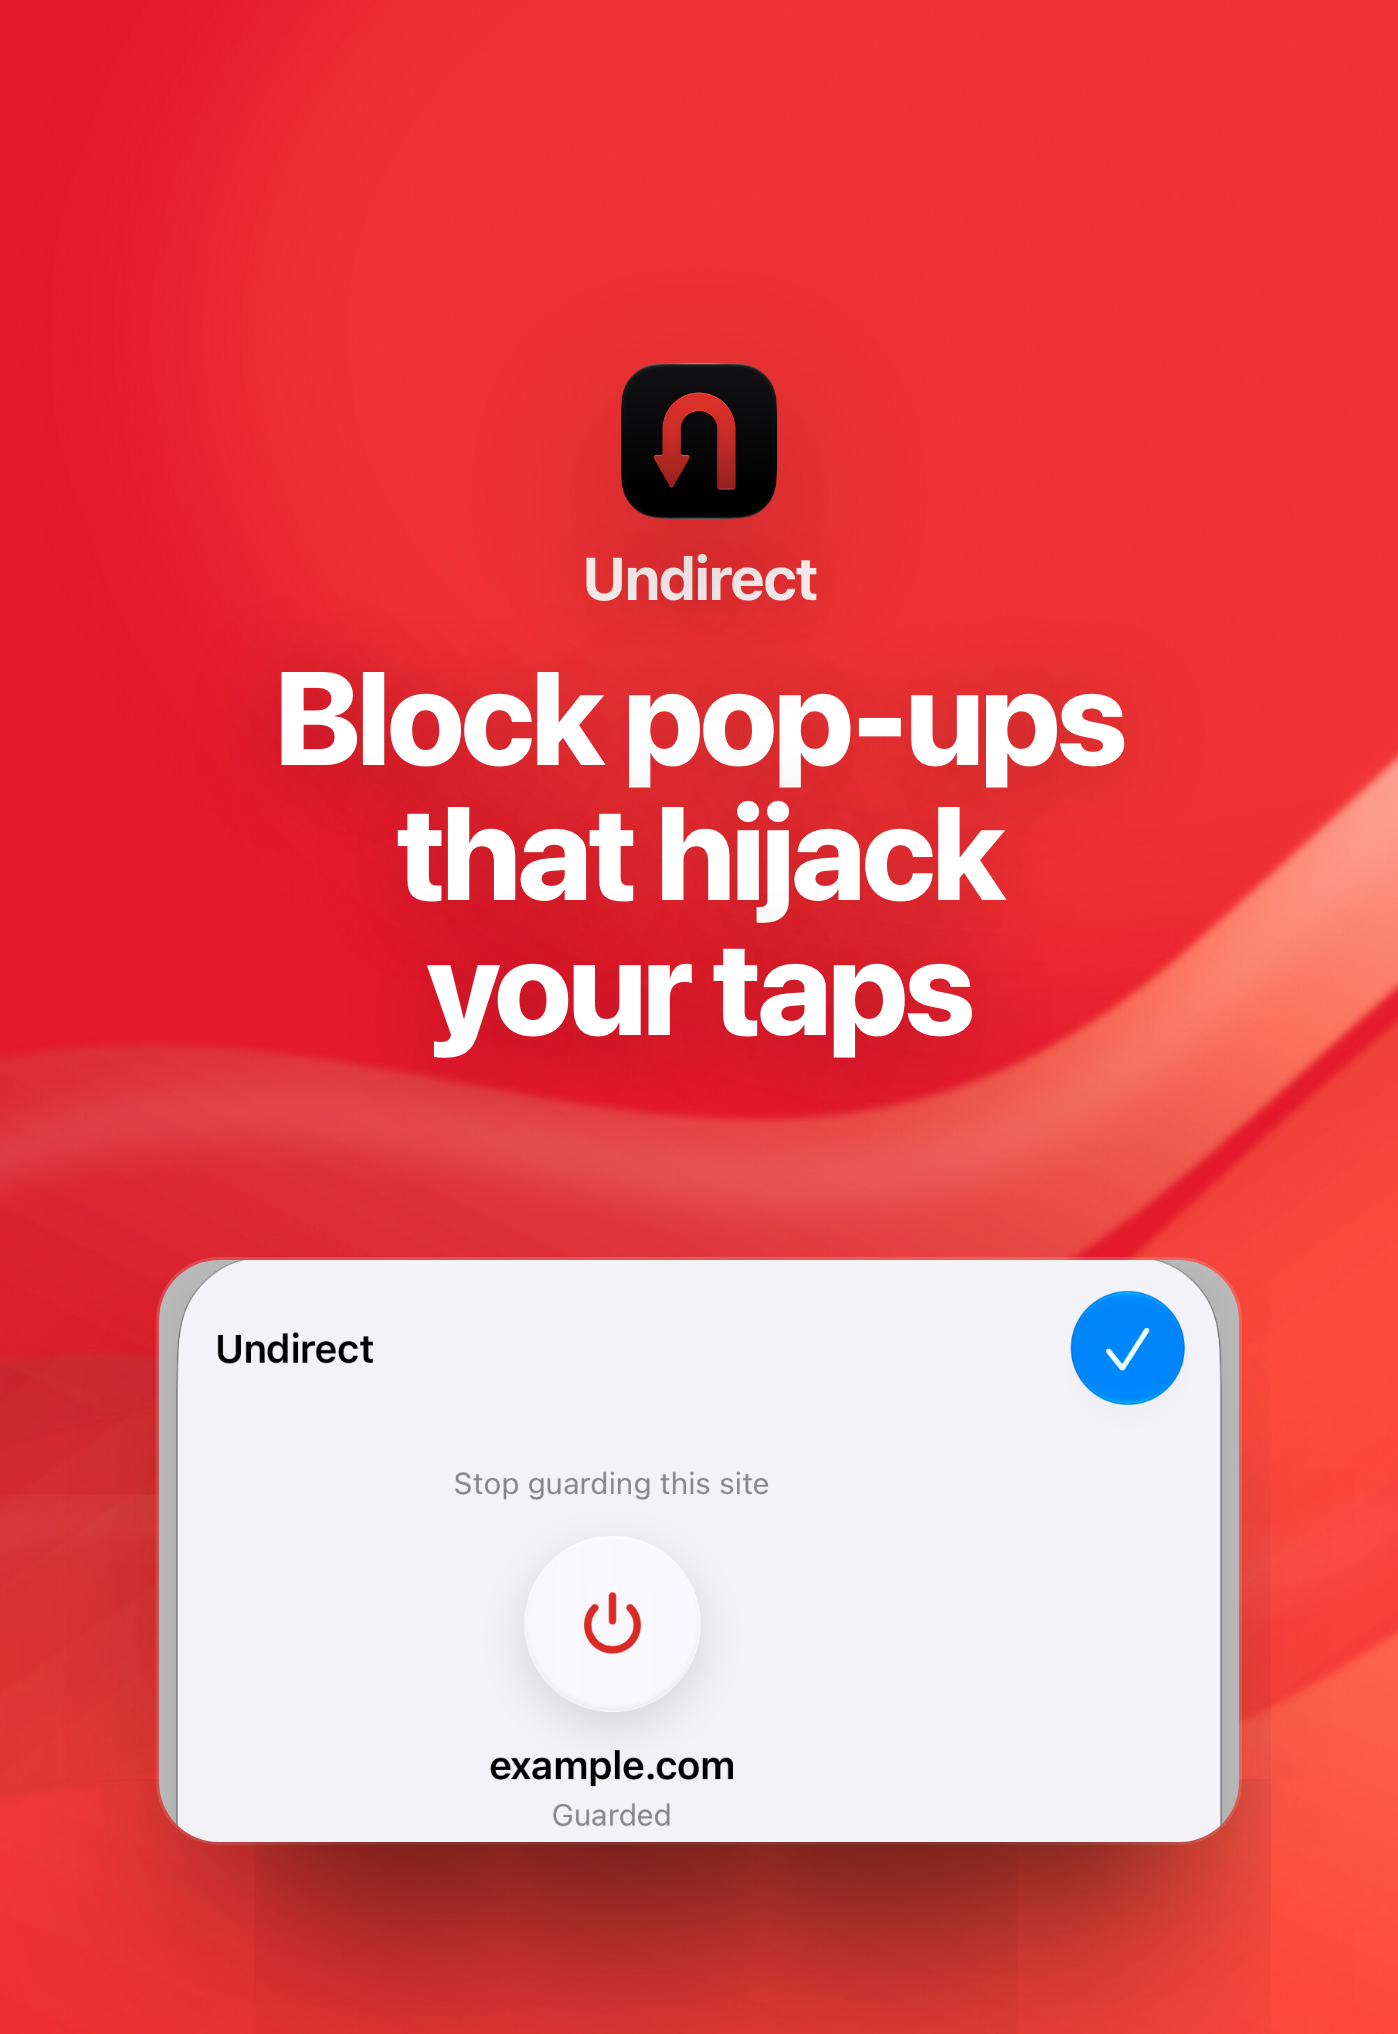 Undirect
Block pop-ups
that hijack
your taps
Undirect
Stop guarding this site
example.com
Guarded